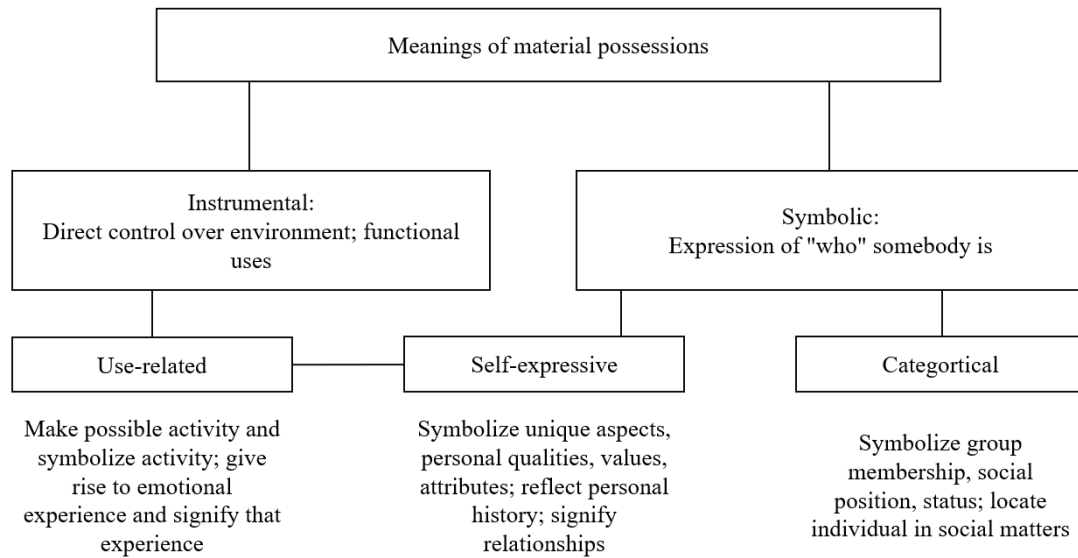 Meanings of material possessions
Instrumental:
Direct control over environment; functional
uses
Symbolic:
Expression of "who" somebody is
Use-related
Self-expressive
Categortical
Make possible activity and
symbolize activity; give
rise to emotional
experience and signify that
experience
Symbolize unique aspects,
personal qualities, values,
attributes; reflect personal
history; signify
relationships
Symbolize group
membership, social
position, status; locate
individual in social matters